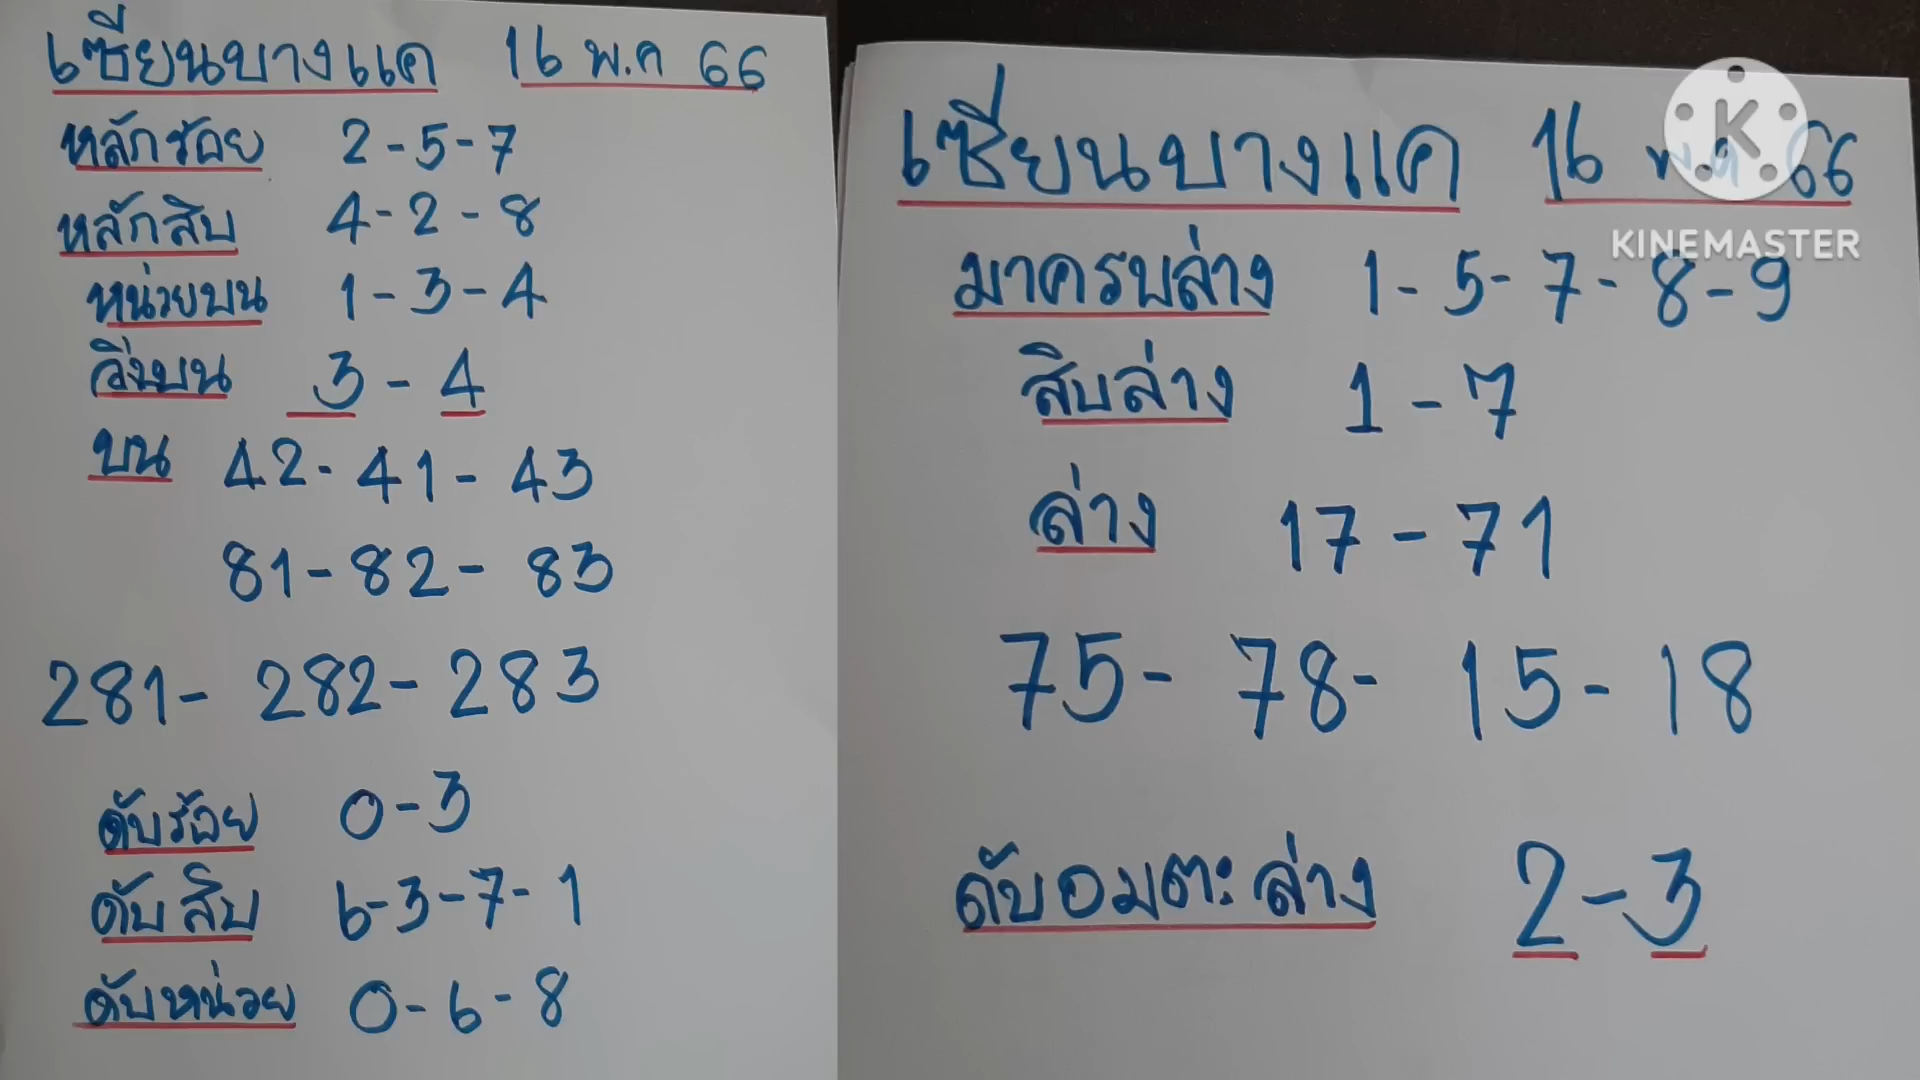 เซียนบางแค 16 พ.ค 66
หลักร้อย 2-5-7
หลักสิบ 4-2-8
หน่วยบน 1-3-4
วิ่งบน 3-4
บน 42-41-43
81-82-83
281-282-283
ดับร้อย 0-3
ดับสิบ 6-3-7-1
ดับหน่วย 0-6-8
เซียนบางแค 16 พ.ค 66
KINEMASTER
มาครบล่าง 1-5-7-8-9
สิบล่าง 1-7
ล่าง 17-71
75-78-15-18
ดับอมตะล่าง 2-3